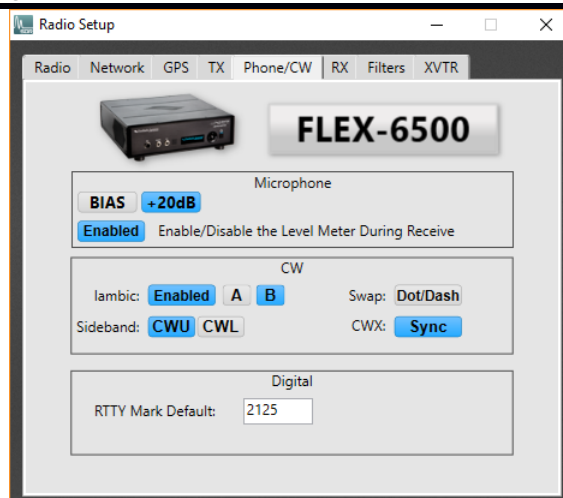 Radio Setup
Radio Network GPS TX Phone/CW RX Filters XVTR
FLEX-6500
Microphone
BIAS +20dB
Enabled Enable/Disable the Level Meter During Receive
CW
Iambic: Enabled A B Swap: Dot/Dash
Sideband: CWU CWL CWX: Sync
Digital
RTTY Mark Default: 2125